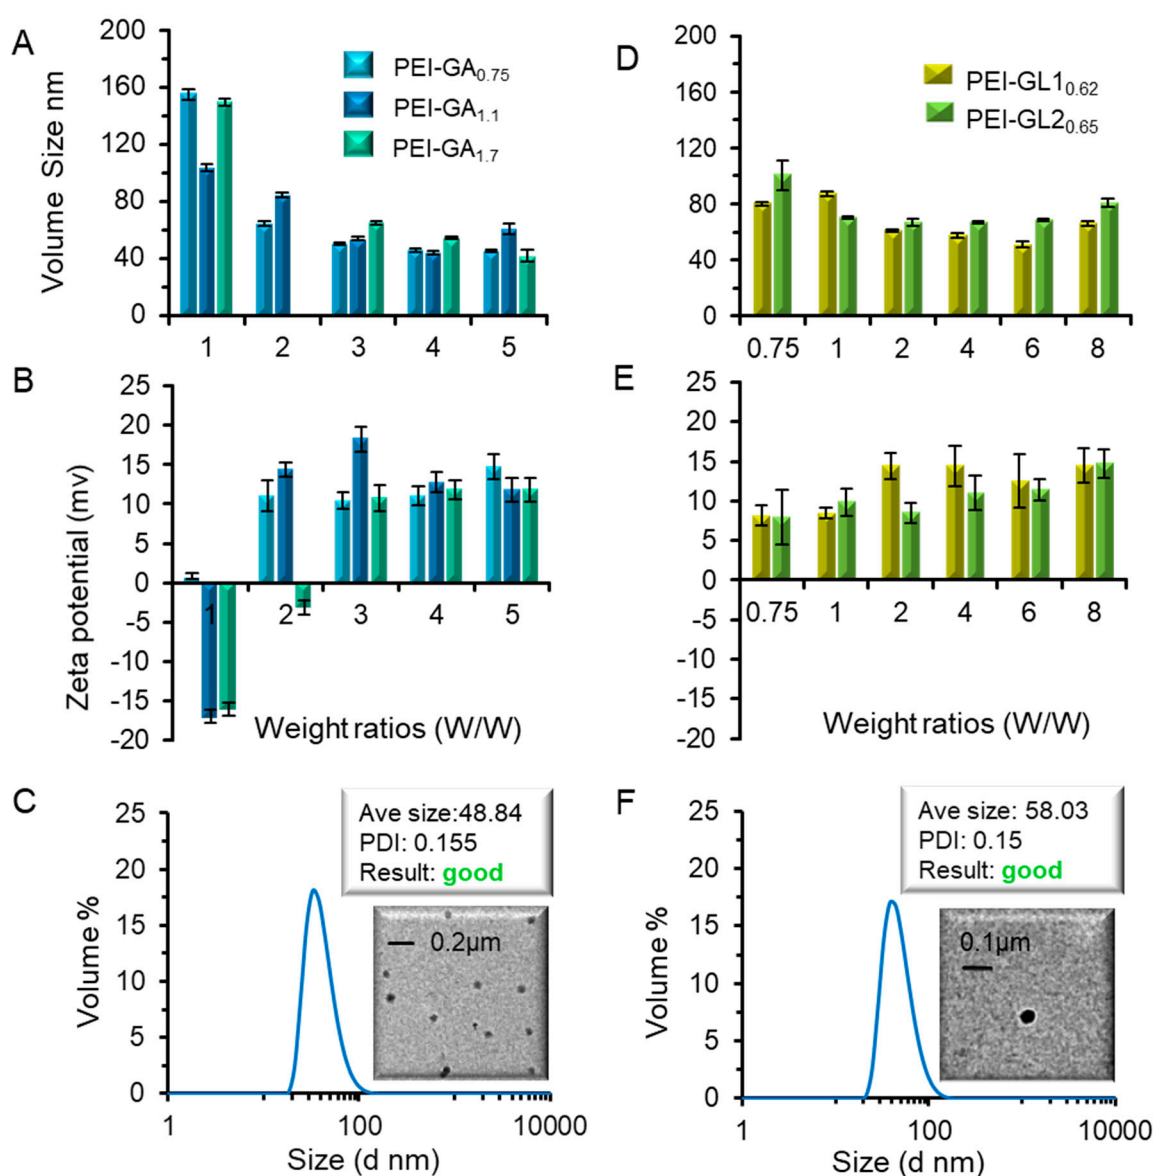 A
Volume Size nm
200
160
120
80
40
0
PEI-GA0.75
PEI-GA1.1
PEI-GA1.7
1 2 3 4 5
D
200
160
120
80
40
0
PEI-GL10.62
PEI-GL20.65
0.75 1 2 4 6 8
B
Zeta potential (mv)
25
20
15
10
5
0
-5
-10
-15
-20
1 2 3 4 5
Weight ratios (W/W)
E
25
20
15
10
5
0
-5
-10
-15
-20
0.75 1 2 4 6 8
Weight ratios (W/W)
C
Volume %
25
20
15
10
5
0
Ave size:48.84
PDI: 0.155
Result: good
0.2µm
1 100 10000
Size (d nm)
F
Volume %
25
20
15
10
5
0
Ave size: 58.03
PDI: 0.15
Result: good
0.1µm
1 100 10000
Size (d nm)